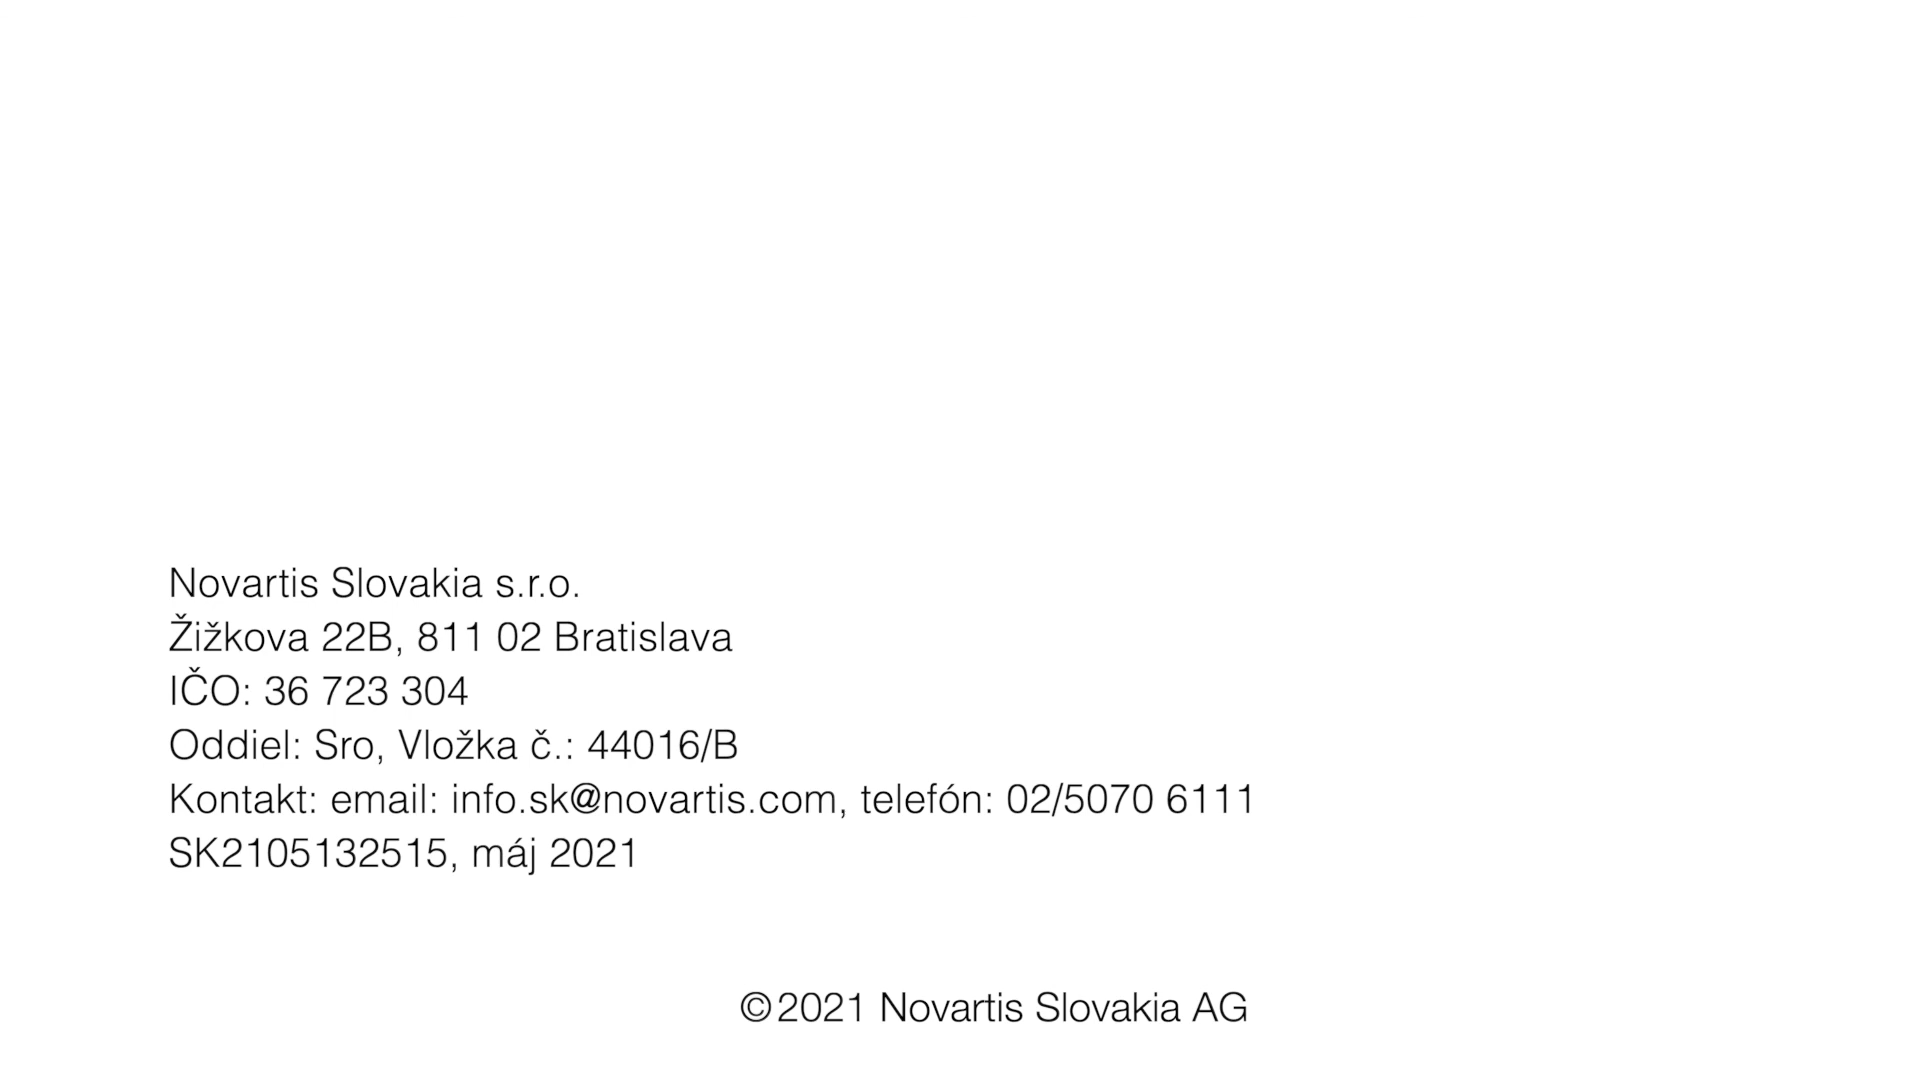 Novartis Slovakia s.r.o.
Žižkova 22B, 811 02 Bratislava
IČO: 36 723 304
Oddiel: Sro, Vložka č.: 44016/B
Kontakt: email: info.sk@novartis.com, telefón: 02/5070 6111
SK2105132515, máj 2021
©2021 Novartis Slovakia AG